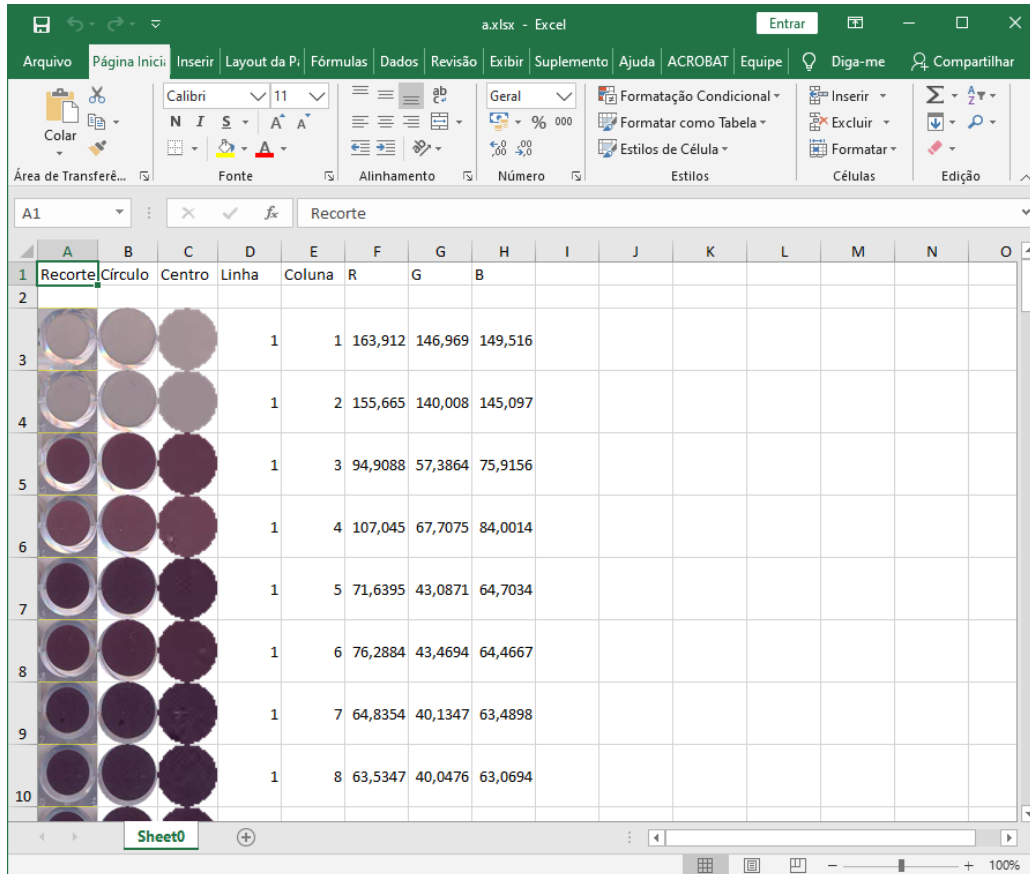 a.xlsx - Excel
Entrar
Arquivo Página Inici Inserir Layout da Pá Fórmulas Dados Revisão Exibir Suplemento Ajuda ACROBAT Equipe Diga-me Compartilhar
Colar
Calibri 11
N I S A A
ab
Geral
% 000
Formatação Condicional
Formatar como Tabela
Estilos de Célula
Inserir
Excluir
Formatar
Área de Transferê... Fonte Alinhamento Número Estilos Células Edição
A1 fx Recorte
A B C D E F G H I J K L M N O
1 Recorte Círculo Centro Linha Coluna R G B
2
3 1 1 163,912 146,969 149,516
4 1 2 155,665 140,008 145,097
5 1 3 94,9088 57,3864 75,9156
6 1 4 107,045 67,7075 84,0014
7 1 5 71,6395 43,0871 64,7034
8 1 6 76,2884 43,4694 64,4667
9 1 7 64,8354 40,1347 63,4898
10 1 8 63,5347 40,0476 63,0694
Sheet0
100%